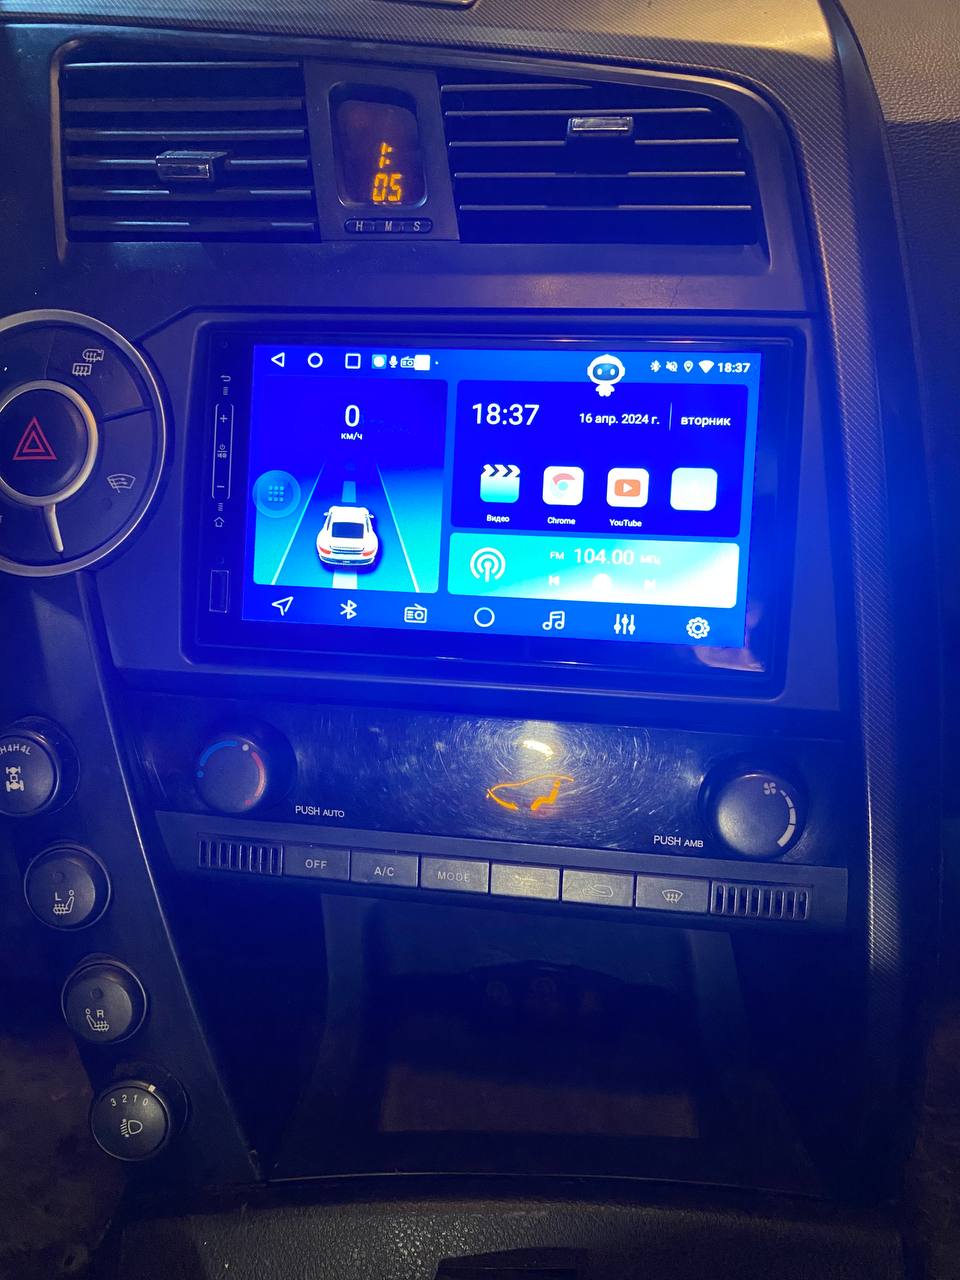 1:
05
H M S
18:37
0
км/ч
18:37
16 апр. 2024 г.
вторник
Видео
Chrome
YouTube
FM 104.00 МГц
H4H4L
PUSH AUTO
PUSH AMB
OFF
A/C
MODE
L
R
3 2 1 0